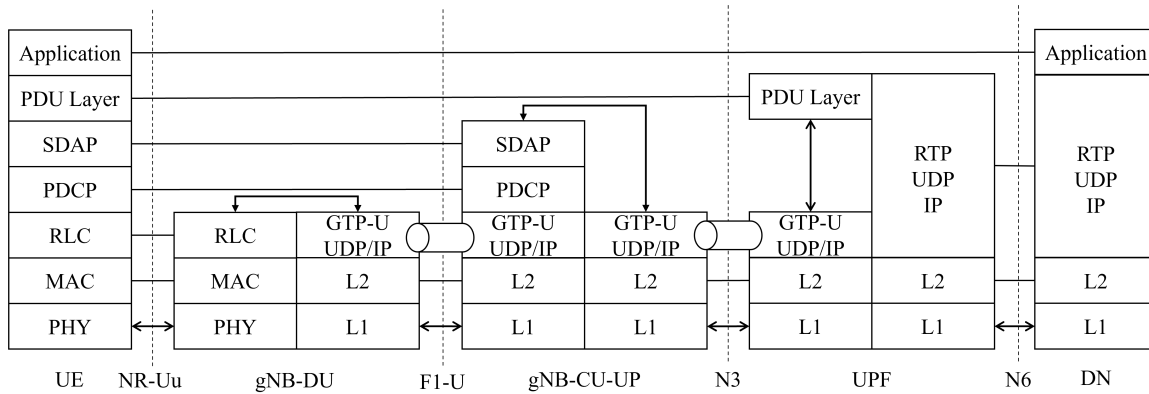 Application
Application
PDU Layer
PDU Layer
SDAP
SDAP
RTP
UDP
IP
RTP
UDP
IP
PDCP
PDCP
RLC
RLC
GTP-U
UDP/IP
GTP-U
UDP/IP
GTP-U
UDP/IP
GTP-U
UDP/IP
MAC
MAC
L2
L2
L2
L2
L2
L2
PHY
PHY
L1
L1
L1
L1
L1
L1
UE
NR-Uu
gNB-DU
F1-U
gNB-CU-UP
N3
UPF
N6
DN